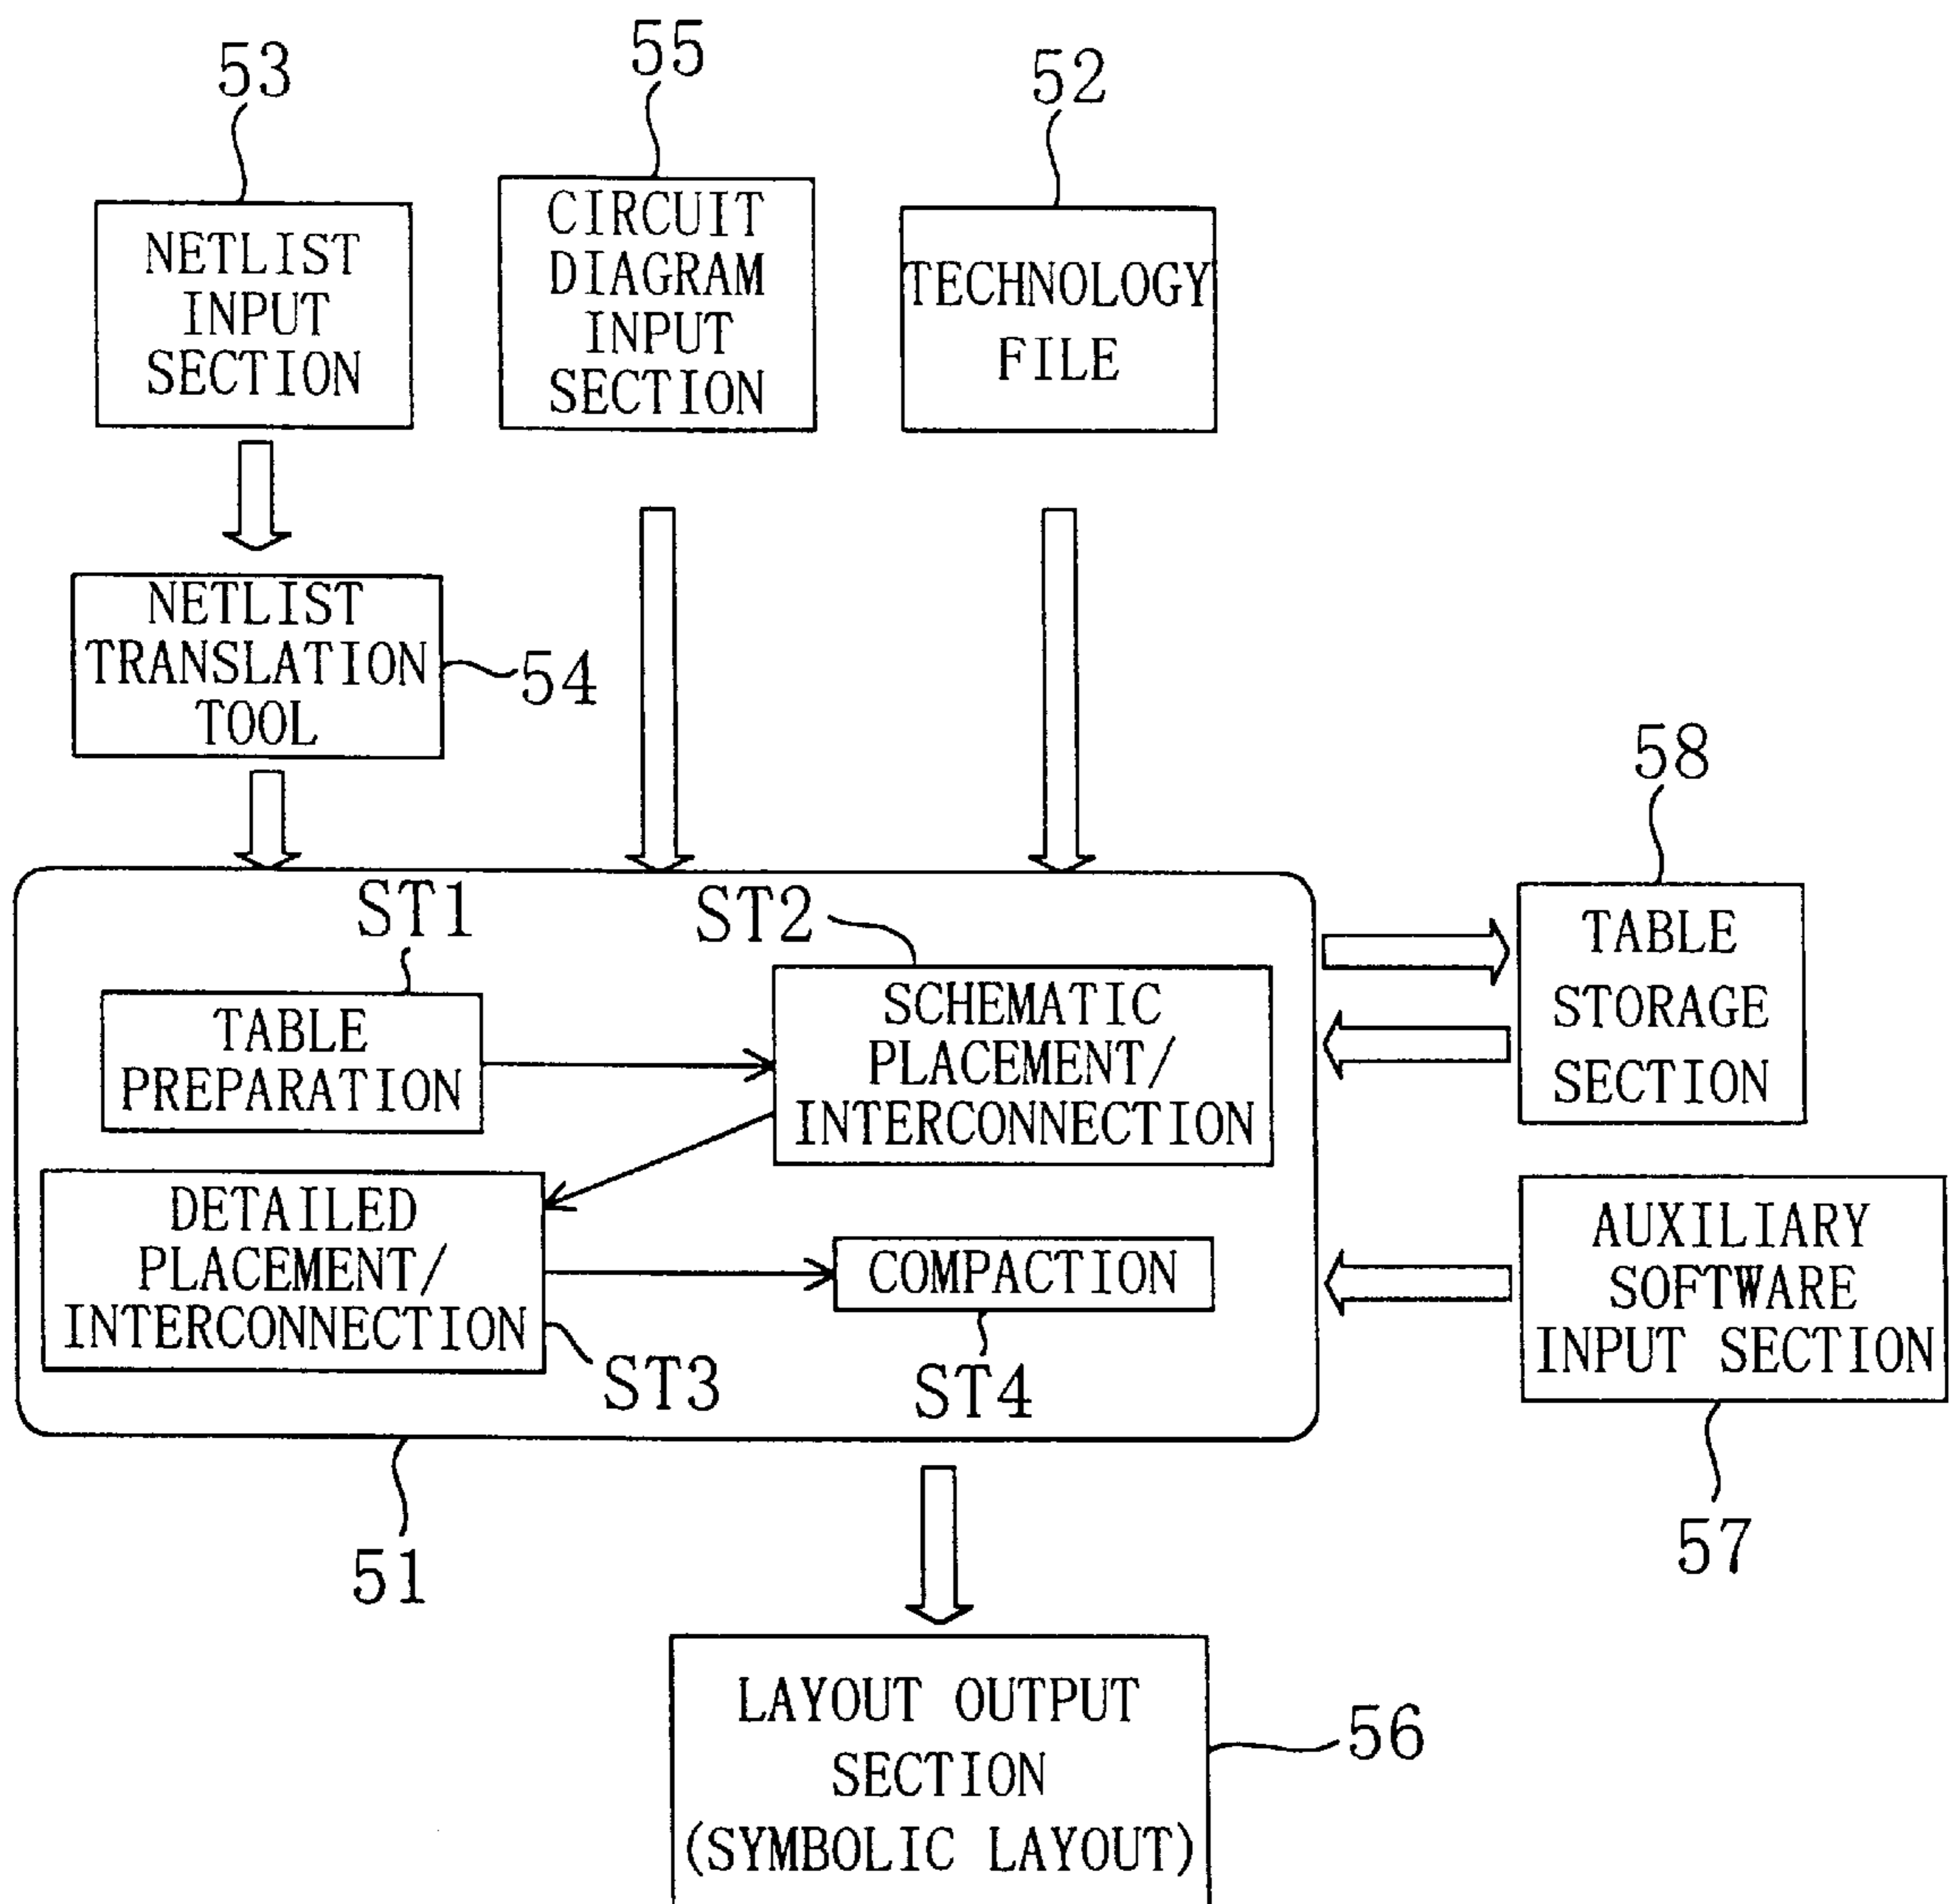 53
55
52
NETLIST
INPUT
SECTION
CIRCUIT
DIAGRAM
INPUT
SECTION
TECHNOLOGY
FILE
NETLIST
TRANSLATION
TOOL
54
58
ST1
ST2
TABLE
PREPARATION
SCHEMATIC
PLACEMENT/
INTERCONNECTION
TABLE
STORAGE
SECTION
DETAILED
PLACEMENT/
INTERCONNECTION
ST3
COMPACTION
ST4
AUXILIARY
SOFTWARE
INPUT SECTION
57
51
LAYOUT OUTPUT
SECTION
(SYMBOLIC LAYOUT)
56